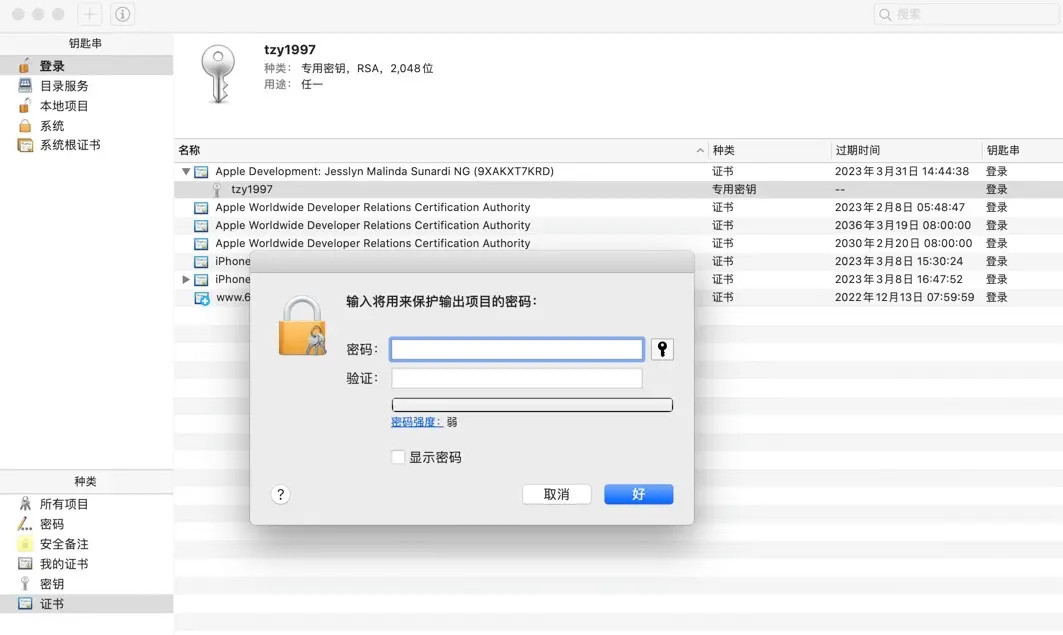 搜索
钥匙串
登录
目录服务
本地项目
系统
系统根证书
tzy1997
种类： 专用密钥，RSA，2,048位
用途： 任一
名称 种类 过期时间 钥匙串
Apple Development: Jesslyn Malinda Sunardi NG (9XAKXT7KRD) 证书 2023年3月31日 14:44:38 登录
tzy1997 专用密钥 -- 登录
Apple Worldwide Developer Relations Certification Authority 证书 2023年2月8日 05:48:47 登录
Apple Worldwide Developer Relations Certification Authority 证书 2036年3月19日 08:00:00 登录
Apple Worldwide Developer Relations Certification Authority 证书 2030年2月20日 08:00:00 登录
iPhone 证书 2023年3月8日 15:30:24 登录
iPhone 证书 2023年3月8日 16:47:52 登录
www.6 证书 2022年12月13日 07:59:59 登录
输入将用来保护输出项目的密码：
密码：
验证：
密码强度： 弱
显示密码
? 取消 好
种类
所有项目
密码
安全备注
我的证书
密钥
证书